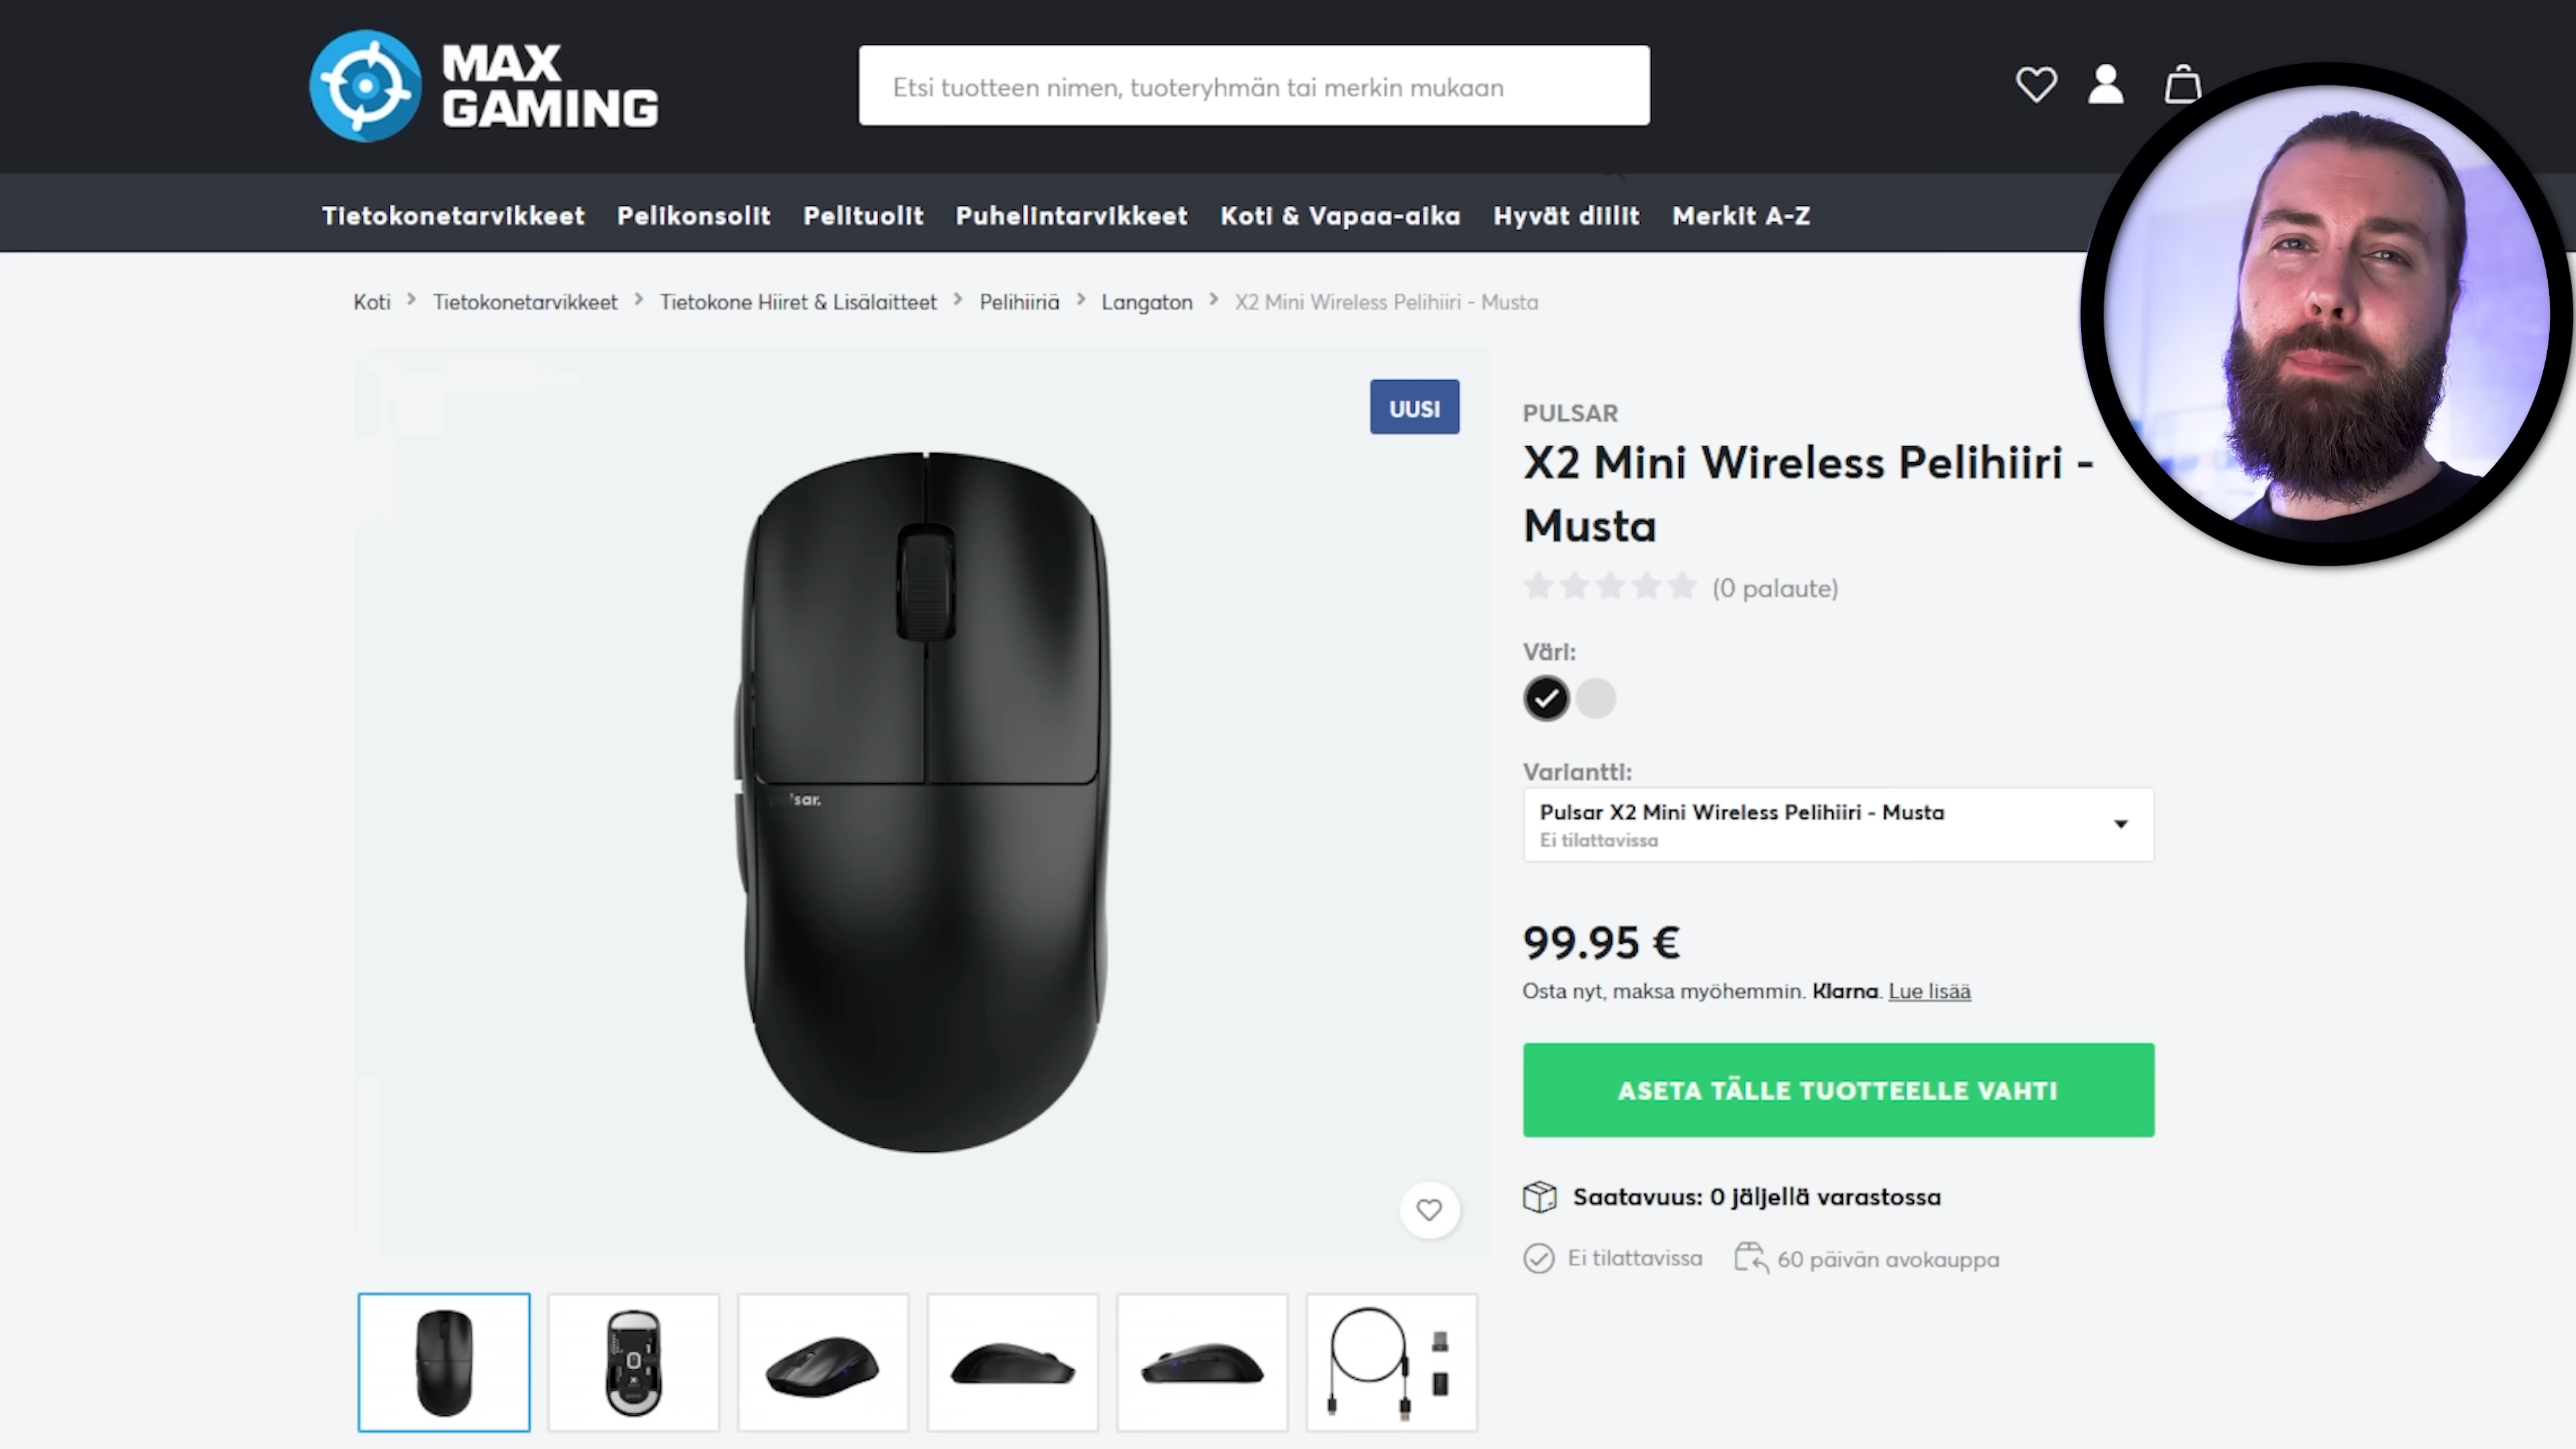 MAX
GAMING
Etsi tuotteen nimen, tuoteryhmän tai merkin mukaan
Tietokonetarvikkeet Pelikonsolit Pelituolit Puhelintarvikkeet Koti & Vapaa-aika Hyvät diilit Merkit A-Z
Koti > Tietokonetarvikkeet > Tietokone Hiiret & Lisälaitteet > Pelihiiriä > Langaton > X2 Mini Wireless Pelihiiri - Musta
UUSI
PULSAR
X2 Mini Wireless Pelihiiri -
Musta
(0 palaute)
Väri:
Variantti:
Pulsar X2 Mini Wireless Pelihiiri - Musta
Ei tilattavissa
99.95 €
Osta nyt, maksa myöhemmin. Klarna. Lue lisää
ASETA TÄLLE TUOTTEELLE VAHTI
Saatavuus: 0 jäljellä varastossa
Ei tilattavissa 60 päivän avokauppa